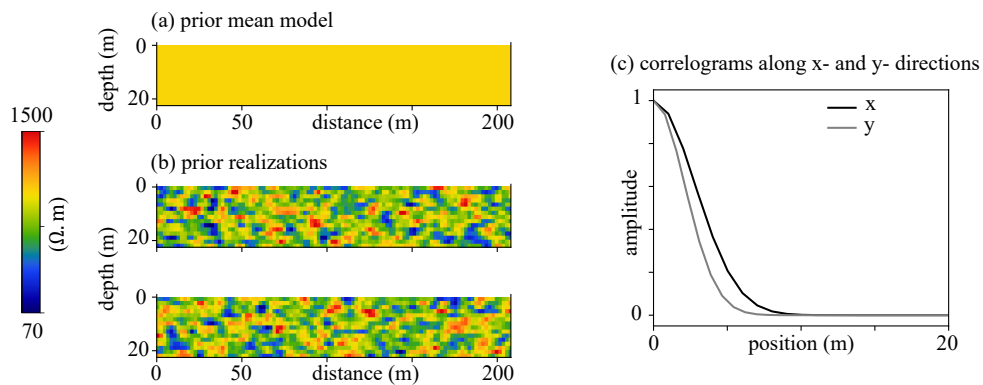 (a) prior mean model
0
20
depth (m)
0 50 distance (m) 200
1500
(Ω. m)
70
(b) prior realizations
0
20
0
20
depth (m)
0 50 distance (m) 200
(c) correlograms along x- and y- directions
1
0
amplitude
x
y
0 position (m) 20